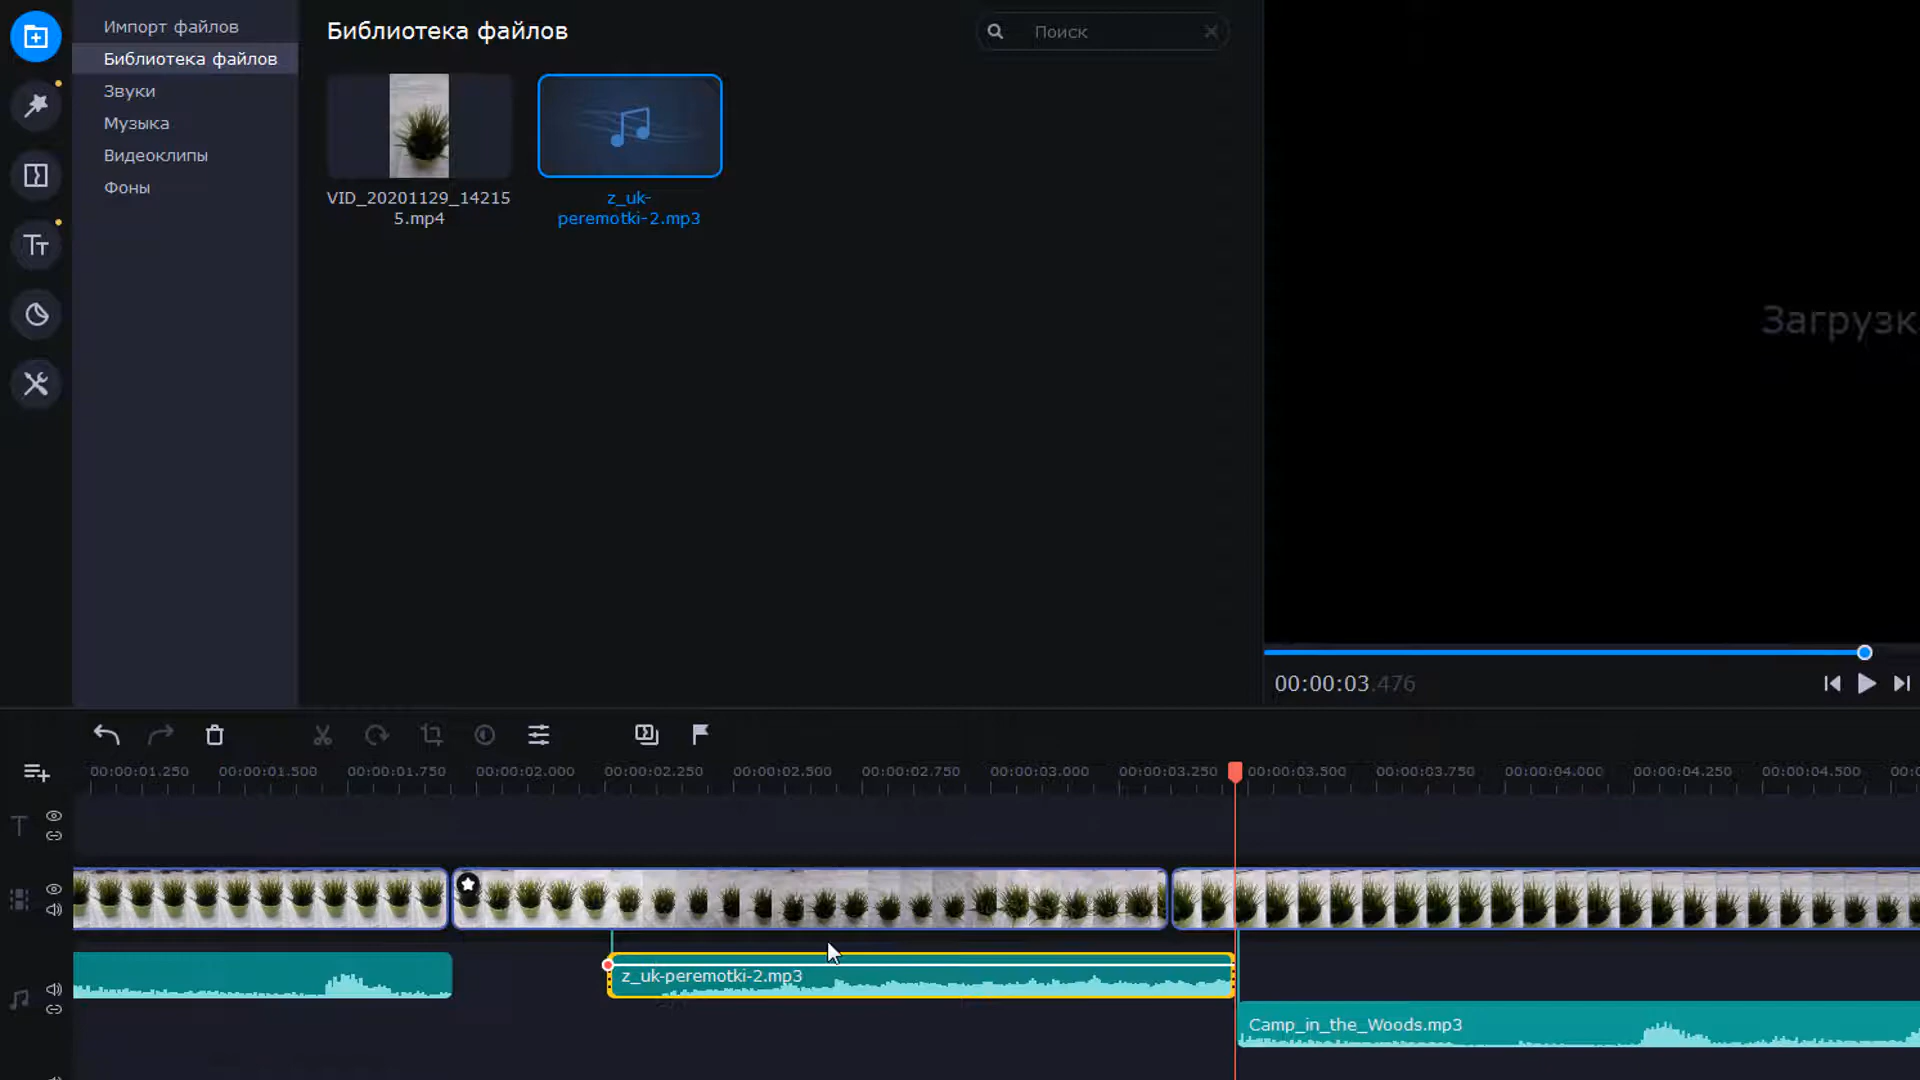 Импорт файлов
Библиотека файлов
Звуки
Музыка
Видеоклипы
Фоны
Библиотека файлов
Поиск
VID_20201129_14215
5.mp4
z_uk-
peremotki-2.mp3
Загрузк
00:00:03.476
00:00:01.250 00:00:01.500 00:00:01.750 00:00:02.000 00:00:02.250 00:00:02.500 00:00:02.750 00:00:03.000 00:00:03.250 00:00:03.500 00:00:03.750 00:00:04.000 00:00:04.250 00:00:04.500 00:0
z_uk-peremotki-2.mp3
Camp_in_the_Woods.mp3